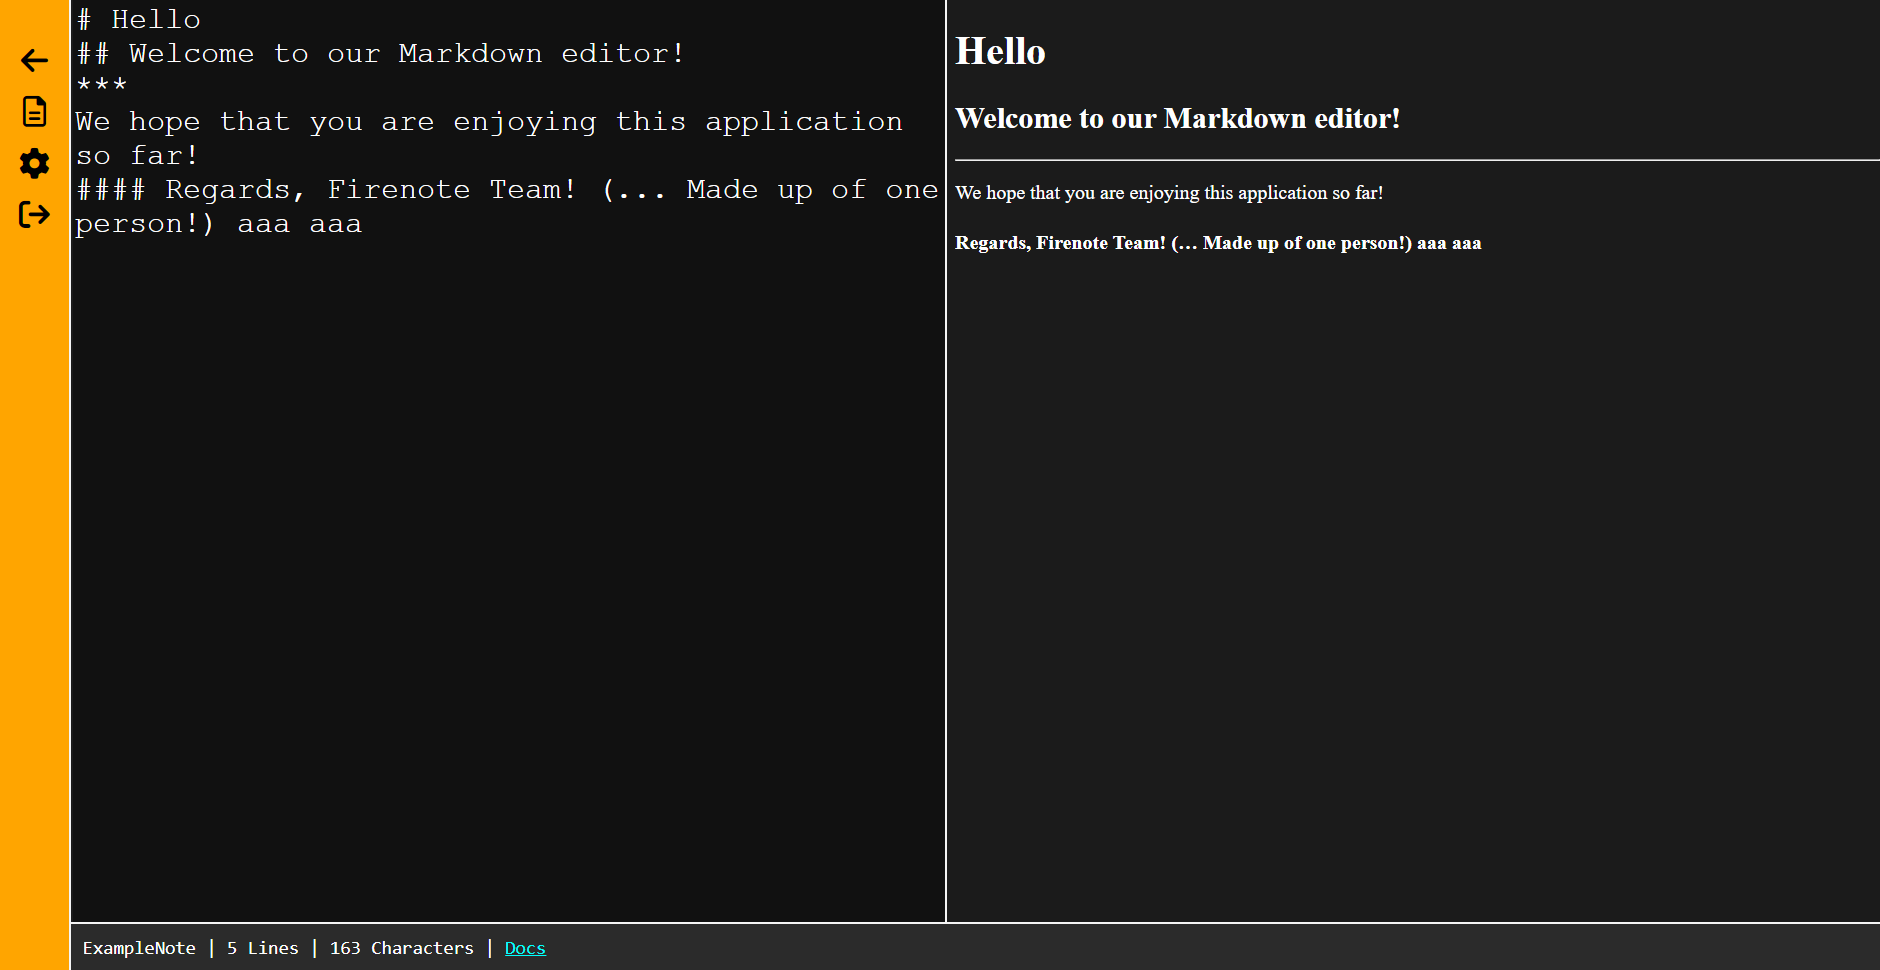 # Hello
## Welcome to our Markdown editor!
***
We hope that you are enjoying this application
so far!
#### Regards, Firenote Team! (... Made up of one
person!) aaa aaa
Hello
Welcome to our Markdown editor!
We hope that you are enjoying this application so far!
Regards, Firenote Team! (… Made up of one person!) aaa aaa
ExampleNote | 5 Lines | 163 Characters | Docs